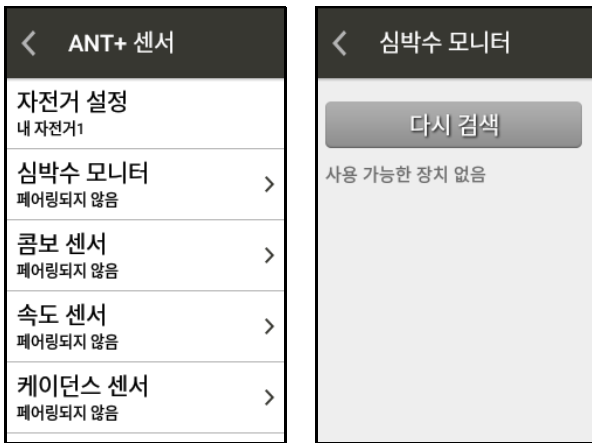 ANT+ 센서
자전거 설정
내 자전거1
심박수 모니터
페어링되지 않음
콤보 센서
페어링되지 않음
속도 센서
페어링되지 않음
케이던스 센서
페어링되지 않음
심박수 모니터
다시 검색
사용 가능한 장치 없음